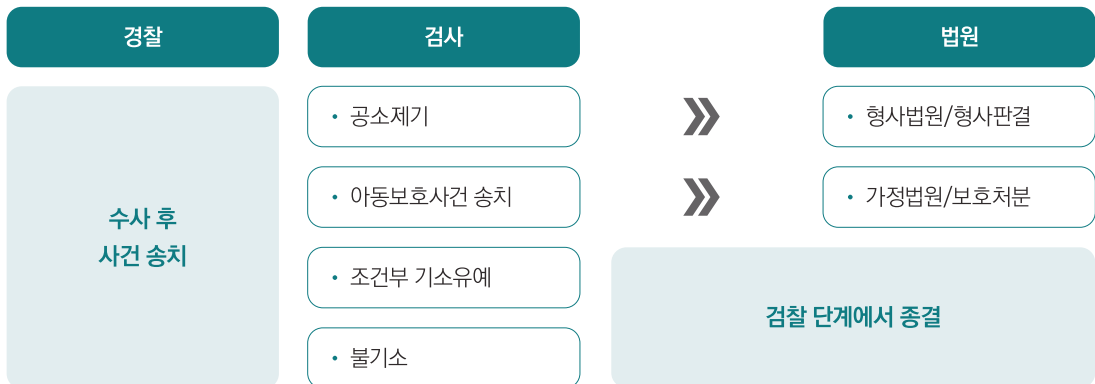 경찰
검사
법원
수사 후
사건 송치
• 공소제기
• 형사법원/형사판결
• 아동보호사건 송치
• 가정법원/보호처분
• 조건부 기소유예
• 불기소
검찰 단계에서 종결